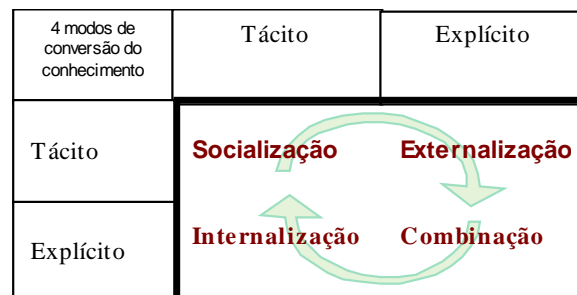 4 modos de
conversão do
conhecimento
Tácito
Explícito
Tácito
Socialização
Externalização
Explícito
Internalização
Combinação